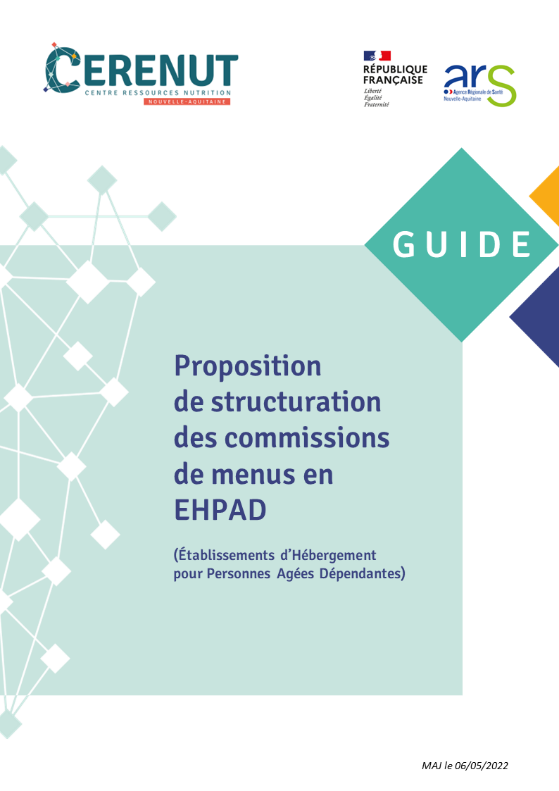 CERENUT
CENTRE RESSOURCES NUTRITION
NOUVELLE-AQUITAINE
RÉPUBLIQUE
FRANÇAISE
Liberté
Égalité
Fraternité
ars
Agence Régionale de Santé
Nouvelle-Aquitaine
GUIDE
Proposition
de structuration
des commissions
de menus en
EHPAD
(Établissements d’Hébergement
pour Personnes Agées Dépendantes)
MAJ le 06/05/2022